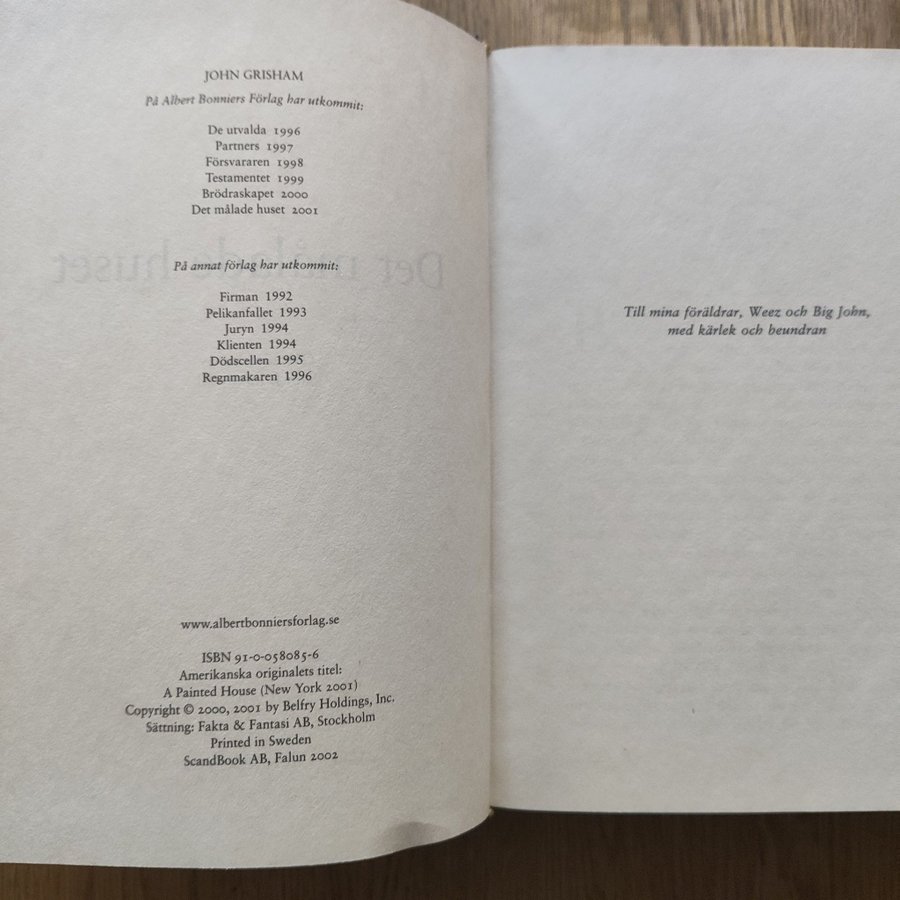 JOHN GRISHAM
På Albert Bonniers Förlag har utkommit:
De utvalda 1996
Partners 1997
Försvararen 1998
Testamentet 1999
Brödraskapet 2000
Det målade huset 2001
På annat förlag har utkommit:
Firman 1992
Pelikanfallet 1993
Juryn 1994
Klienten 1994
Dödscellen 1995
Regnmakaren 1996
www.albertbonniersforlag.se
ISBN 91-0-058085-6
Amerikanska originalets titel:
A Painted House (New York 2001)
Copyright © 2000, 2001 by Belfry Holdings, Inc.
Sättning: Fakta & Fantasi AB, Stockholm
Printed in Sweden
ScandBook AB, Falun 2002
Till mina föräldrar, Weez och Big John,
med kärlek och beundran